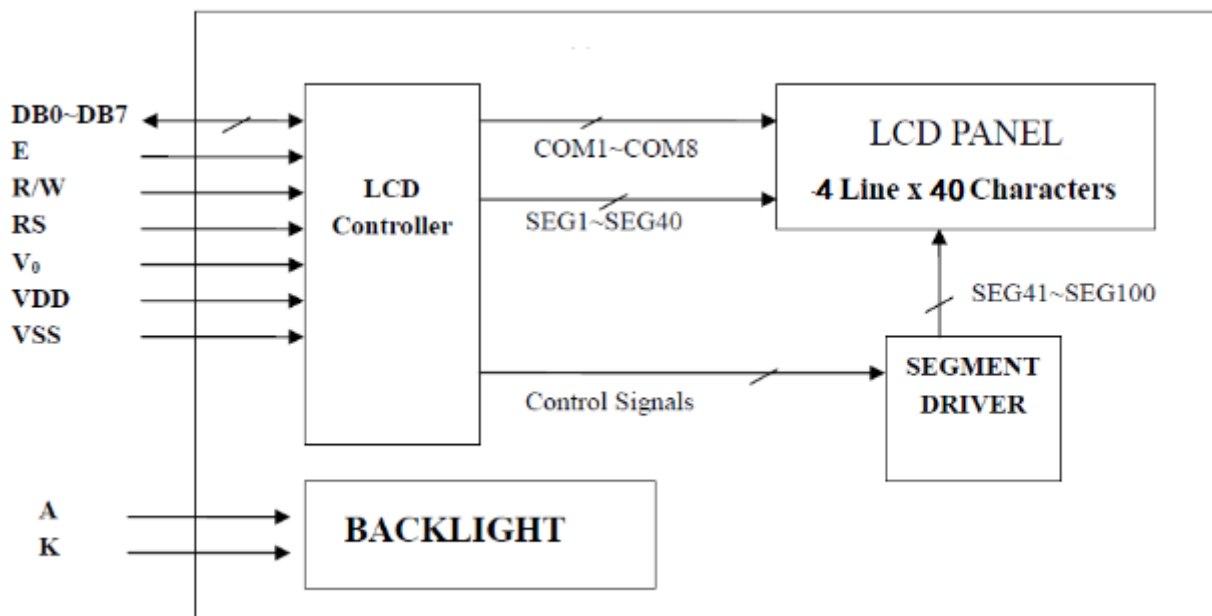 DB0~DB7
E
R/W
RS
V₀
VDD
VSS
A
K
LCD
Controller
COM1~COM8
SEG1~SEG40
Control Signals
LCD PANEL
-4 Line x 40 Characters
SEG41~SEG100
SEGMENT
DRIVER
BACKLIGHT